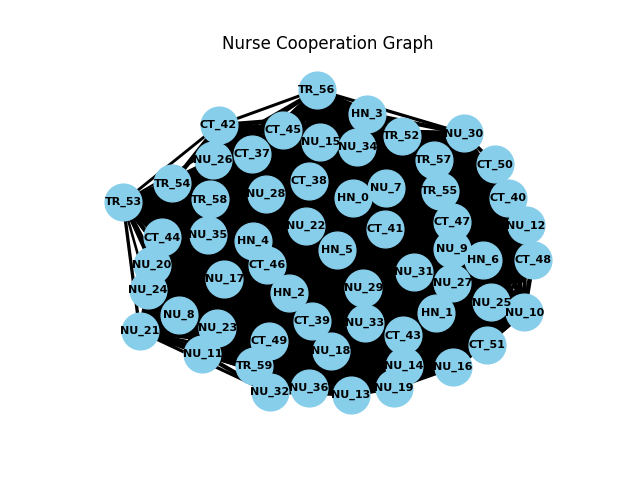 Nurse Cooperation Graph
TR_56
HN_3
CT_42
CT_45
TR_52
NU_30
NU_15
NU_34
CT_37
NU_26
TR_57
CT_50
CT_38
TR_54
NU_7
TR_55
NU_28
HN_0
CT_40
TR_58
TR_53
CT_47
NU_12
NU_22
CT_41
NU_35
CT_44
HN_4
HN_5
NU_9
HN_6
CT_48
NU_20
CT_46
NU_31
NU_17
NU_27
NU_29
NU_24
HN_2
NU_25
NU_10
HN_1
NU_8
CT_39
NU_33
NU_23
NU_21
CT_43
CT_49
CT_51
NU_18
NU_11
TR_59
NU_14
NU_16
NU_36
NU_19
NU_32
NU_13